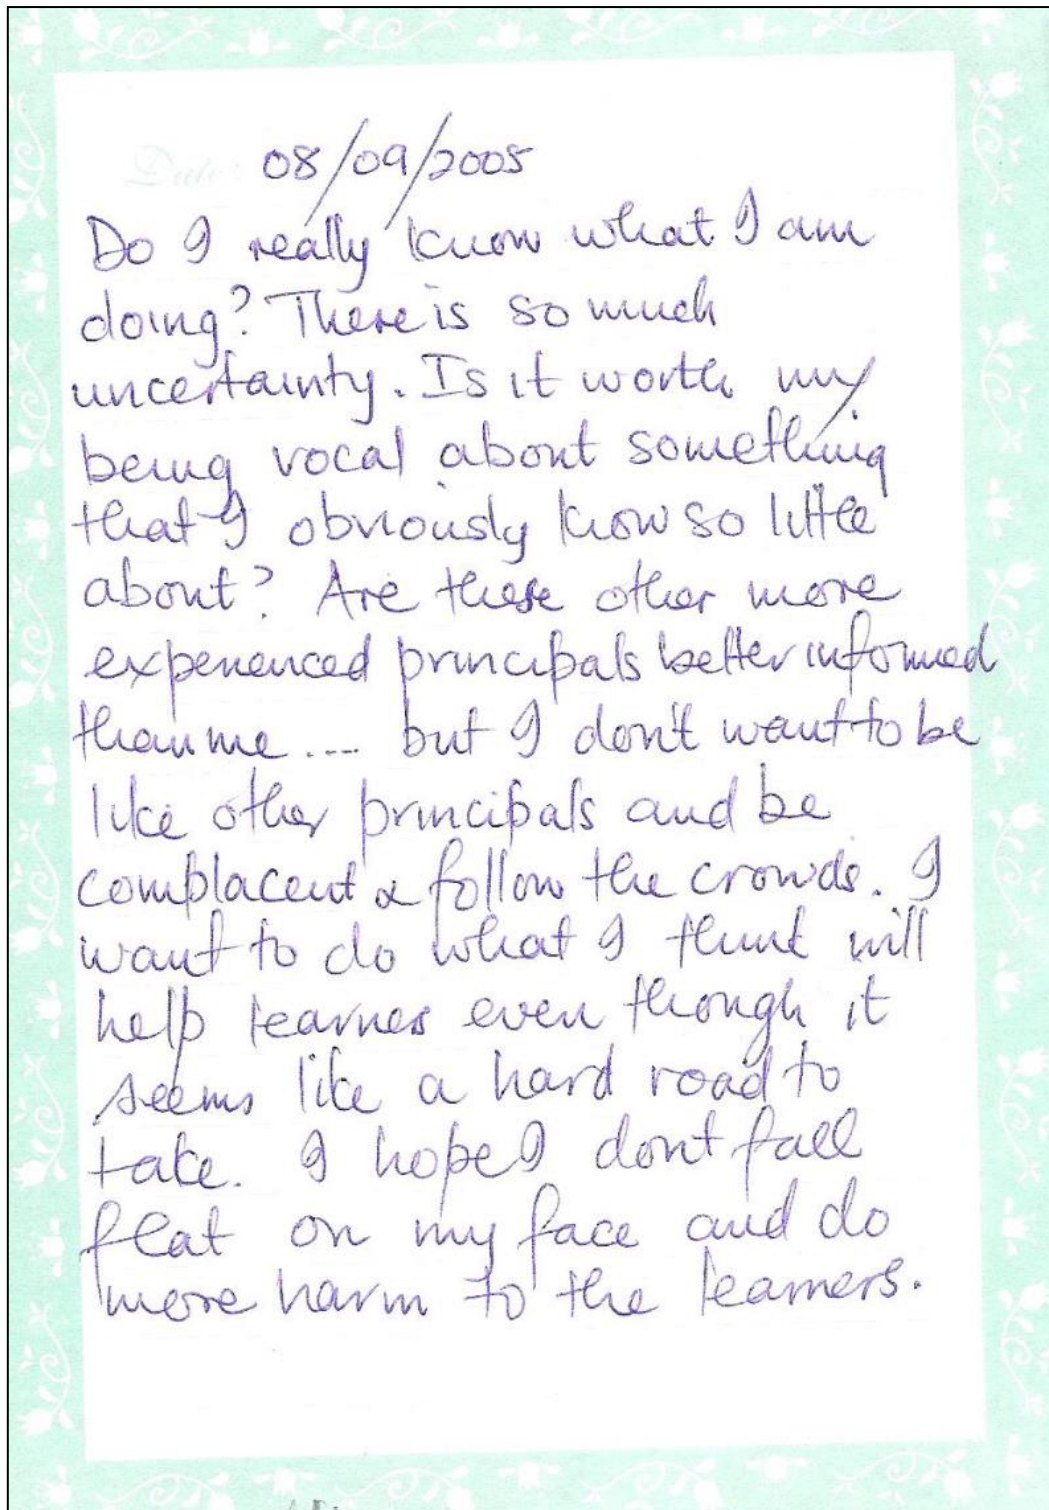 Date: 08/09/2005
Do I really know what I am
doing? There is so much
uncertainty. Is it worth my
being vocal about something
that I obviously know so little
about? Are these other more
experienced principals better informed
than me.... but I don't want to be
like other principals and be
complacent & follow the crowds. I
want to do what I think will
help learners even though it
seems like a hard road to
take. I hope I dont fall
flat on my face and do
more harm to the learners.